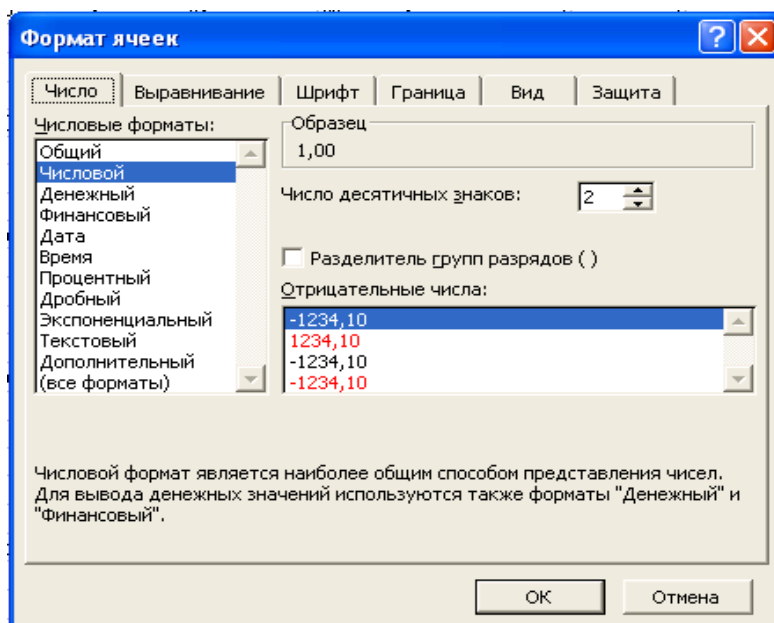 Формат ячеек
Число
Выравнивание
Шрифт
Граница
Вид
Защита
Числовые форматы:
Общий
Числовой
Денежный
Финансовый
Дата
Время
Процентный
Дробный
Экспоненциальный
Текстовый
Дополнительный
(все форматы)
Образец
1,00
Число десятичных знаков:
2
Разделитель групп разрядов ( )
Отрицательные числа:
-1234,10
1234,10
-1234,10
-1234,10
Числовой формат является наиболее общим способом представления чисел.
Для вывода денежных значений используются также форматы "Денежный" и
"Финансовый".
ОК
Отмена